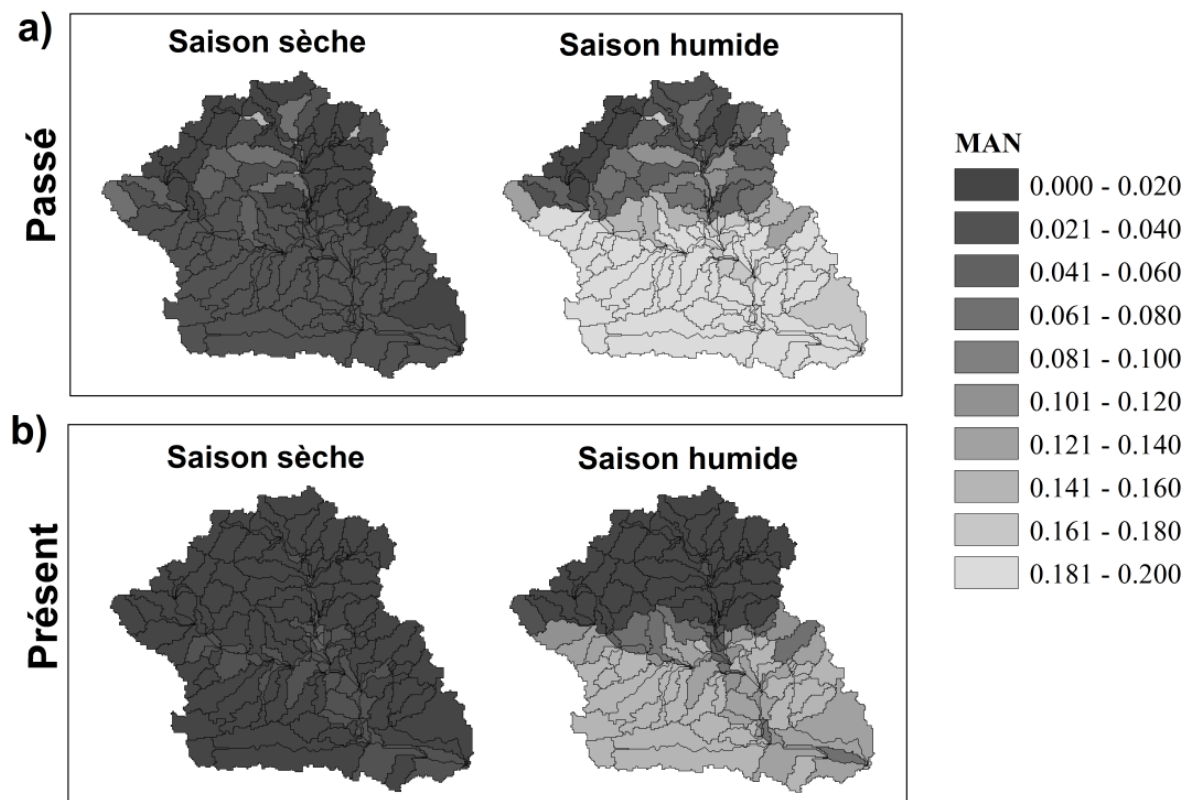 a)
Saison sèche
Saison humide
Passé
MAN
0.000 - 0.020
0.021 - 0.040
0.041 - 0.060
0.061 - 0.080
0.081 - 0.100
0.101 - 0.120
0.121 - 0.140
0.141 - 0.160
0.161 - 0.180
0.181 - 0.200
b)
Saison sèche
Saison humide
Présent